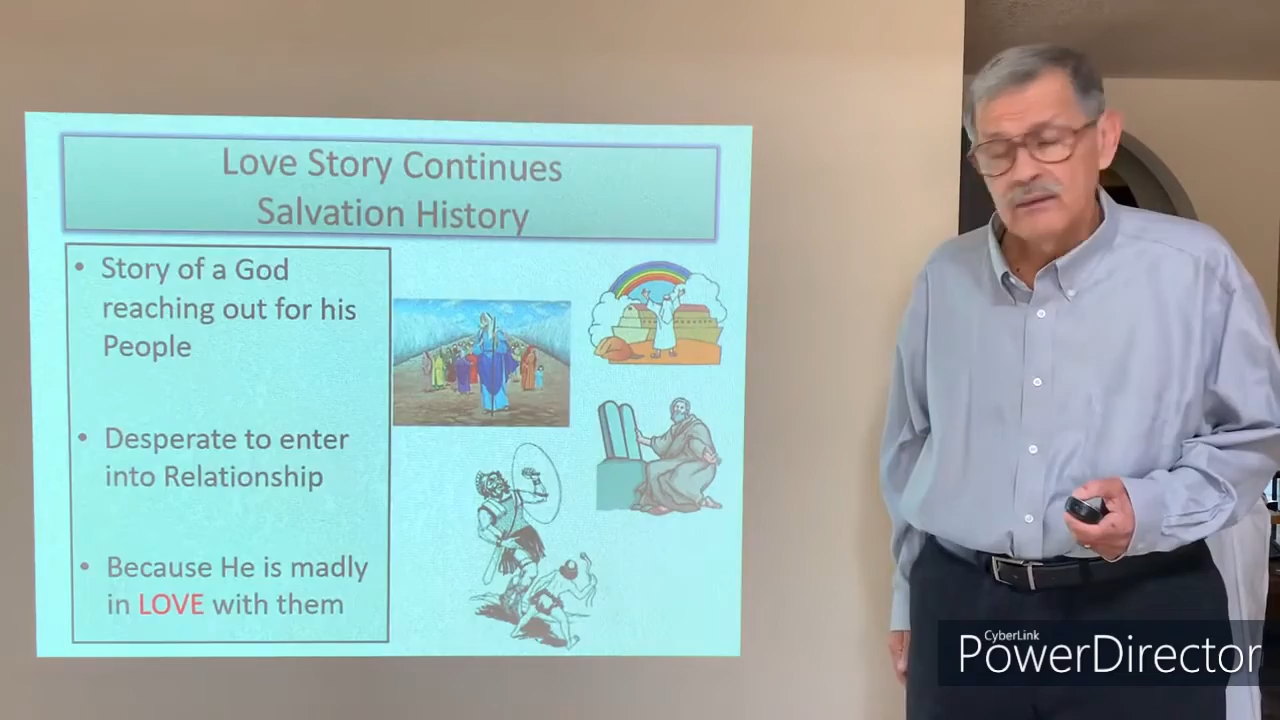 Love Story Continues
Salvation History
• Story of a God
reaching out for his
People
• Desperate to enter
into Relationship
• Because He is madly
in LOVE with them
CyberLink
PowerDirector